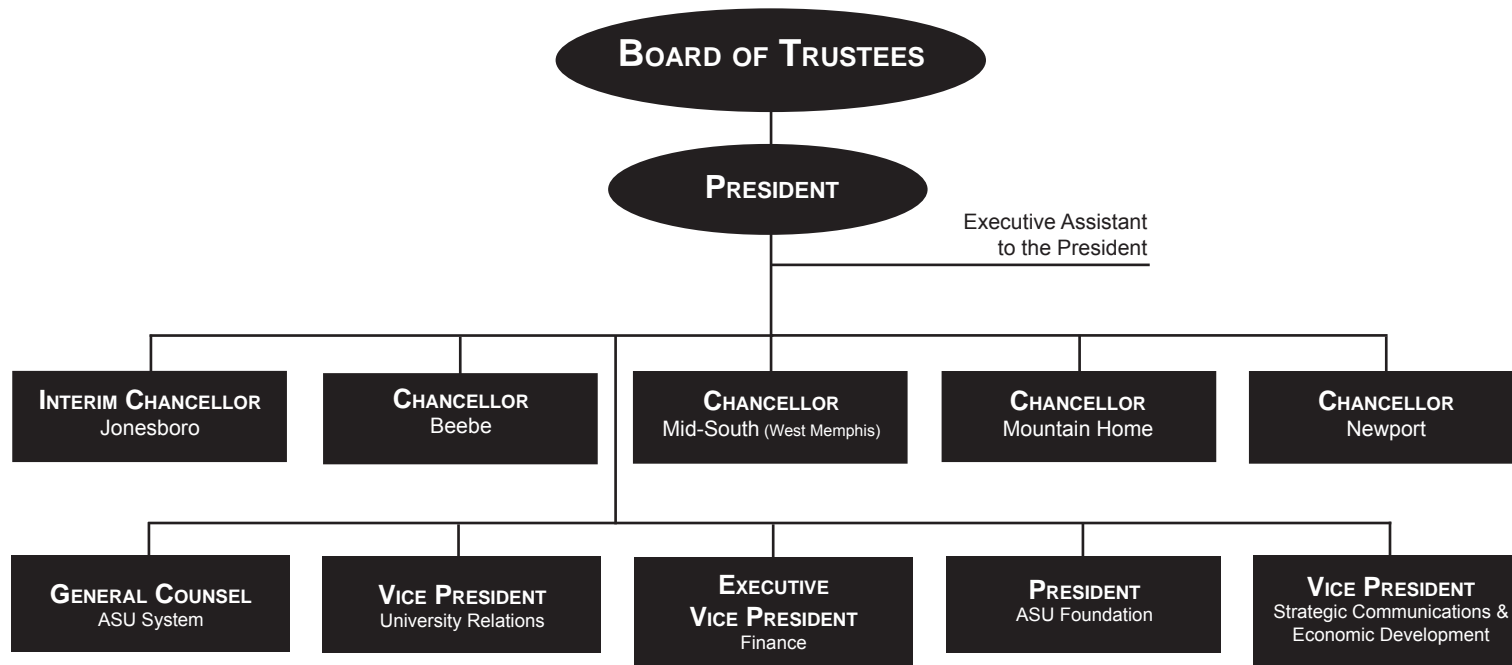 BOARD OF TRUSTEES
PRESIDENT
Executive Assistant
to the President
INTERIM CHANCELLOR
Jonesboro
CHANCELLOR
Beebe
CHANCELLOR
Mid-South (West Memphis)
CHANCELLOR
Mountain Home
CHANCELLOR
Newport
GENERAL COUNSEL
ASU System
VICE PRESIDENT
University Relations
EXECUTIVE
VICE PRESIDENT
Finance
PRESIDENT
ASU Foundation
VICE PRESIDENT
Strategic Communications &
Economic Development